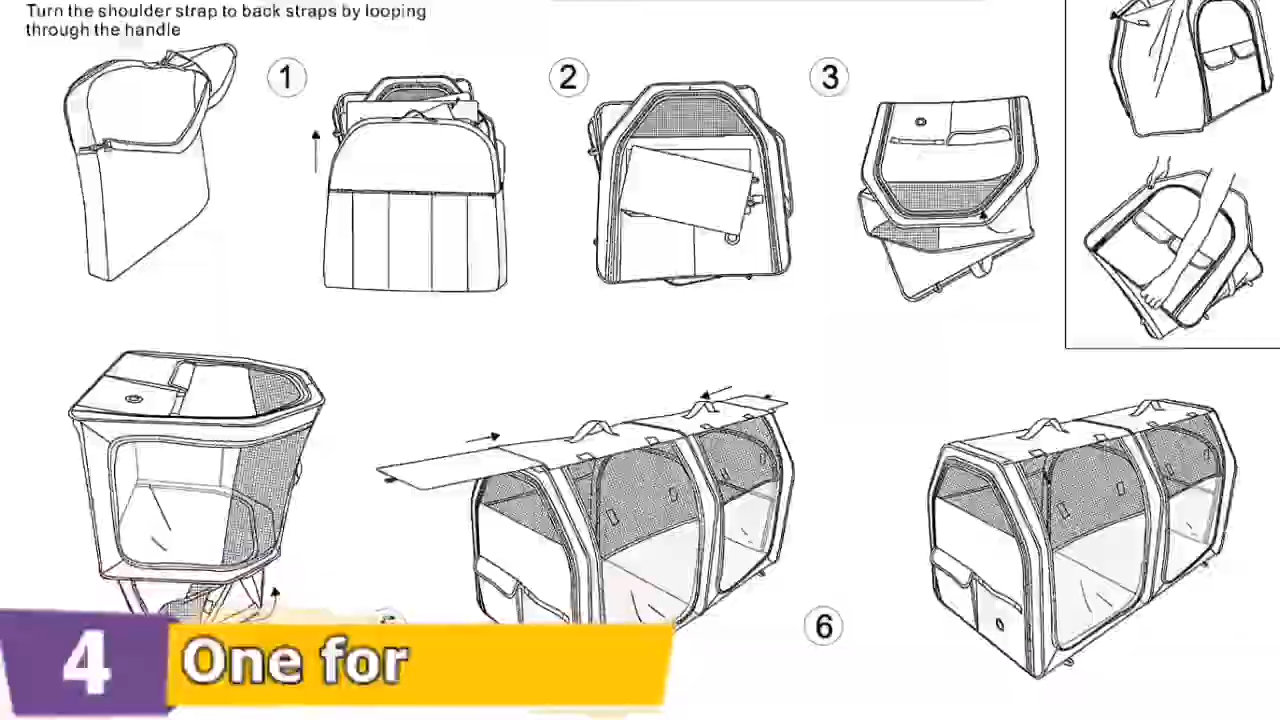 Turn the shoulder strap to back straps by looping
through the handle
1
2
3
6
4
One for